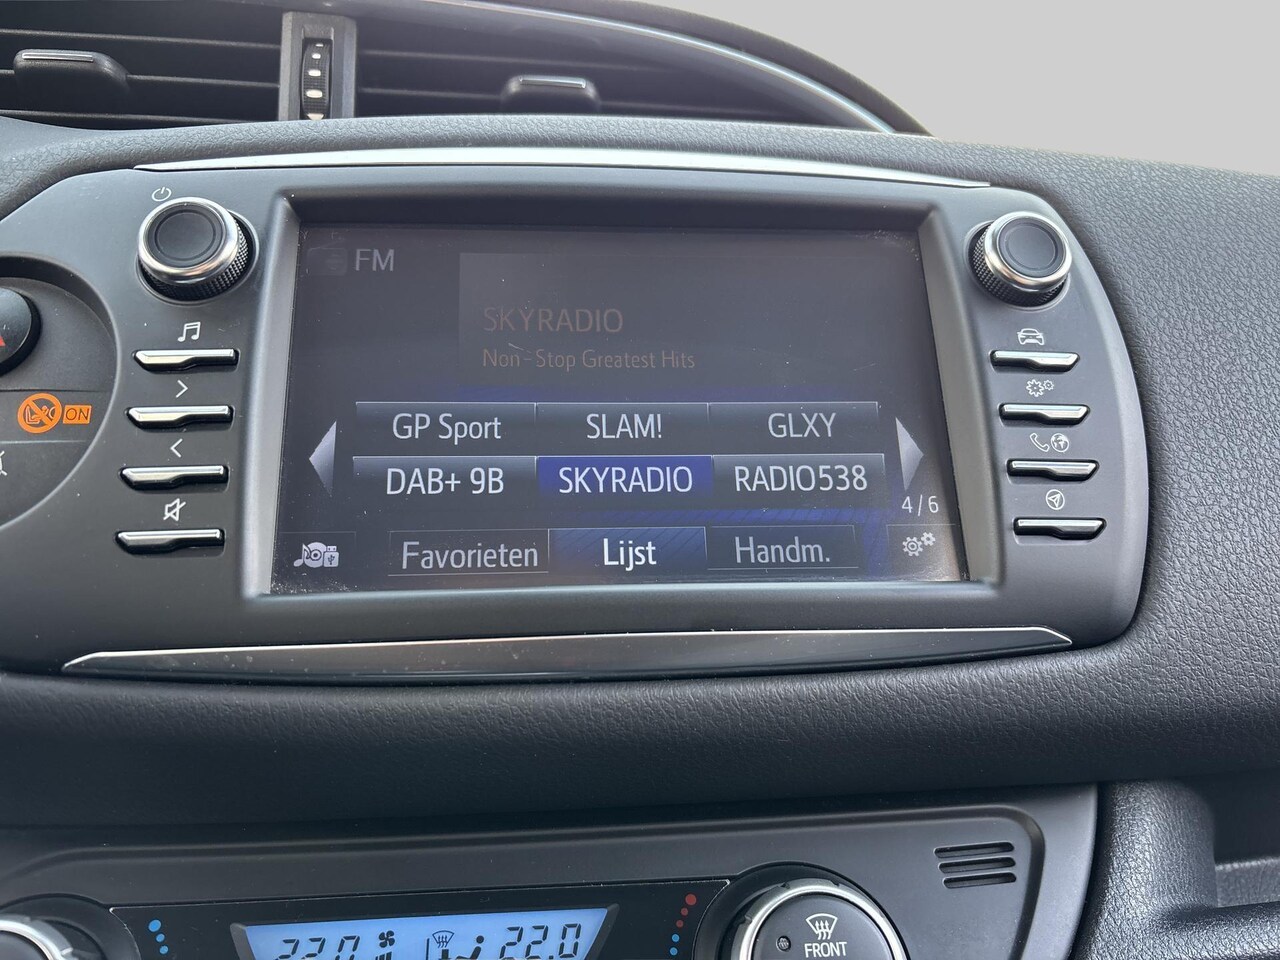 FM
SKYRADIO
Non-Stop Greatest Hits
GP Sport SLAM! GLXY
DAB+ 9B SKYRADIO RADIO538
4/6
Favorieten Lijst Handm.
ON
22.0 22.0
FRONT